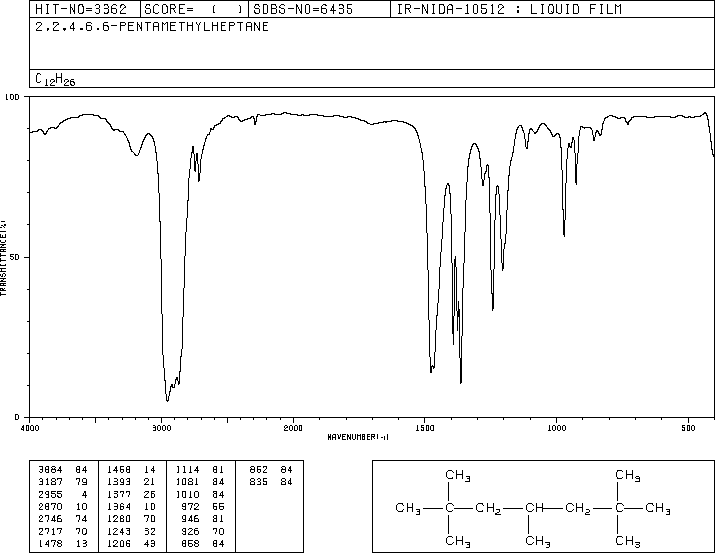 HIT-NO=3362 SCORE= ( ) SDBS-NO=6435 IR-NIDA-10512 : LIQUID FILM
2,2,4,6,6-PENTAMETHYLHEPTANE
C12H26
100
50
0
TRANSMITTANCE(%)
4000 3000 2000 1500 1000 500
WAVENUMBER(-1)
3884 84 1468 14 1114 81 862 84
3187 79 1393 21 1081 84 835 84
2955 4 1377 26 1010 84
2870 10 1364 10 972 55
2746 74 1280 70 946 81
2717 70 1243 32 926 70
1478 13 1206 43 858 84
CH3 CH3
CH3 C CH2 CH CH2 C CH3
CH3 CH3 CH3